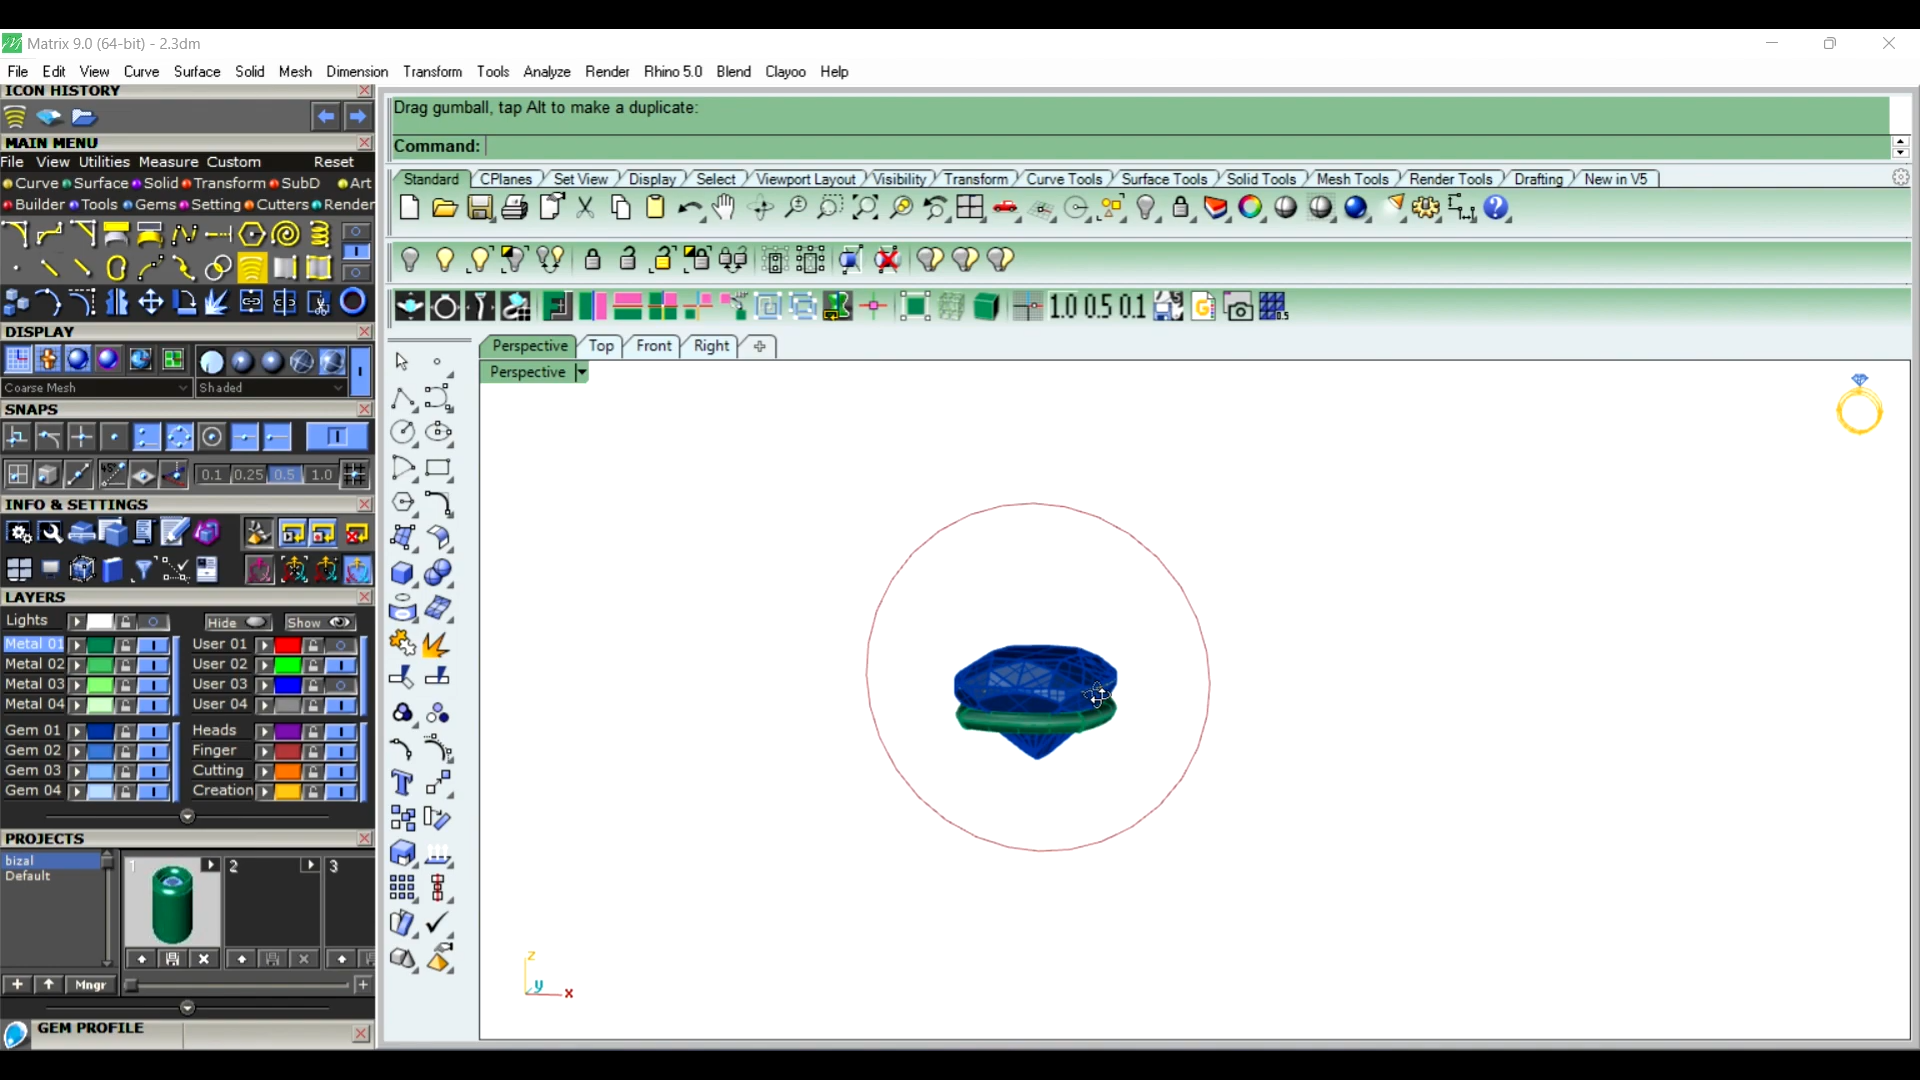 Matrix 9.0 (64-bit) - 2.3dm
File Edit View Curve Surface Solid Mesh Dimension Transform Tools Analyze Render Rhino 5.0 Blend Clayoo Help
ICON HISTORY
MAIN MENU
File View Utilities Measure Custom Reset
Curve Surface Solid Transform SubD Art
Builder Tools Gems Setting Cutters Render
DISPLAY
Coarse Mesh Shaded
SNAPS
0.1 0.25 0.5 1.0
INFO & SETTINGS
LAYERS
Lights Hide Show
Metal 01 User 01
Metal 02 User 02
Metal 03 User 03
Metal 04 User 04
Gem 01 Heads
Gem 02 Finger
Gem 03 Cutting
Gem 04 Creation
PROJECTS
bizal
Default
1 2 3
Mngr
GEM PROFILE
Drag gumball, tap Alt to make a duplicate:
Command:
Standard CPlanes Set View Display Select Viewport Layout Visibility Transform Curve Tools Surface Tools Solid Tools Mesh Tools Render Tools Drafting New in V5
1.0 0.5 0.1
Perspective Top Front Right
Perspective
z
y x